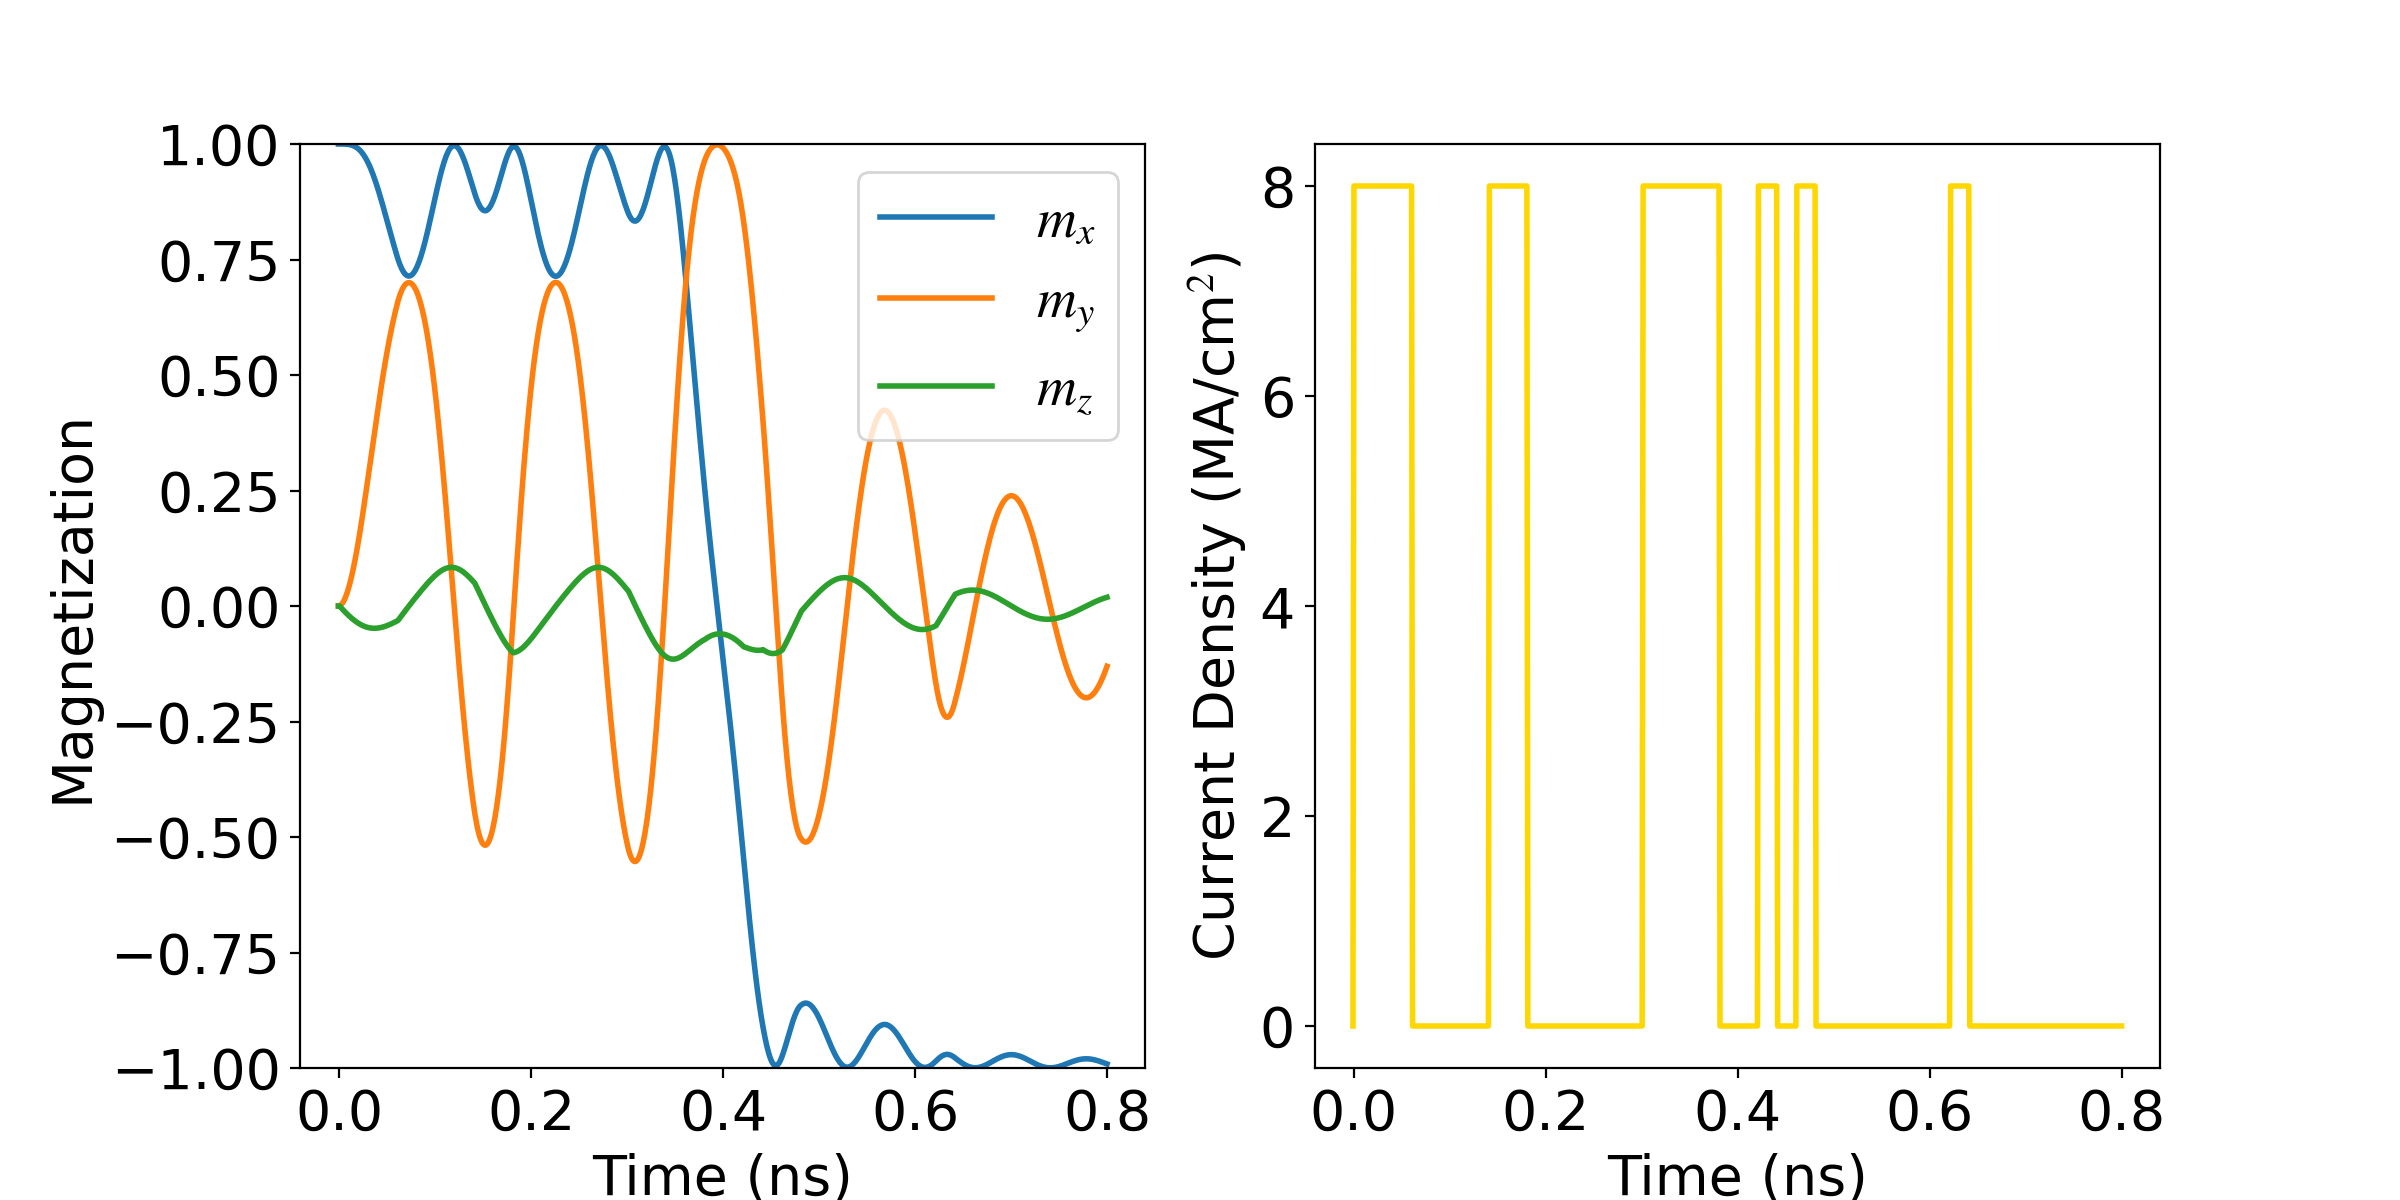 Magnetization
1.00
0.75
0.50
0.25
0.00
−0.25
−0.50
−0.75
−1.00
0.0 0.2 0.4 0.6 0.8
Time (ns)
m_x
m_y
m_z
Current Density (MA/cm²)
8
6
4
2
0
0.0 0.2 0.4 0.6 0.8
Time (ns)